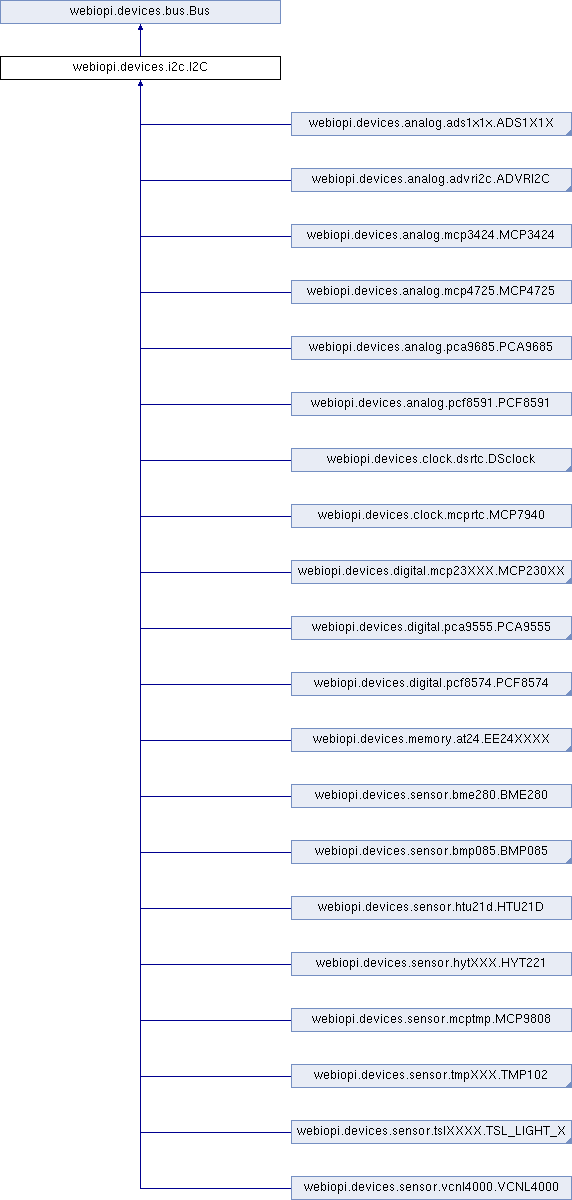 webiopi.devices.bus.Bus
webiopi.devices.i2c.I2C
webiopi.devices.analog.ads1x1x.ADS1X1X
webiopi.devices.analog.advri2c.ADVRI2C
webiopi.devices.analog.mcp3424.MCP3424
webiopi.devices.analog.mcp4725.MCP4725
webiopi.devices.analog.pca9685.PCA9685
webiopi.devices.analog.pcf8591.PCF8591
webiopi.devices.clock.dsrtc.DSclock
webiopi.devices.clock.mcprtc.MCP7940
webiopi.devices.digital.mcp23XXX.MCP230XX
webiopi.devices.digital.pca9555.PCA9555
webiopi.devices.digital.pcf8574.PCF8574
webiopi.devices.memory.at24.EE24XXXX
webiopi.devices.sensor.bme280.BME280
webiopi.devices.sensor.bmp085.BMP085
webiopi.devices.sensor.htu21d.HTU21D
webiopi.devices.sensor.hytXXX.HYT221
webiopi.devices.sensor.mcptmp.MCP9808
webiopi.devices.sensor.tmpXXX.TMP102
webiopi.devices.sensor.tslXXXX.TSL_LIGHT_X
webiopi.devices.sensor.vcnl4000.VCNL4000